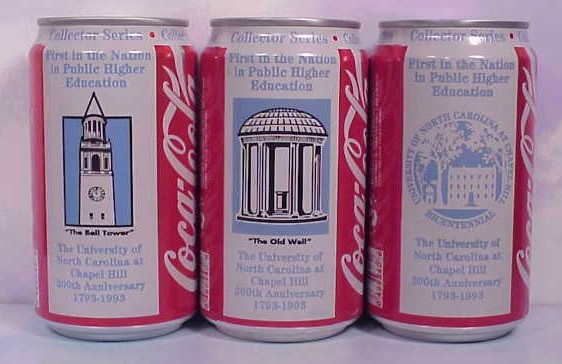 Collector Series •
First in the Nation
in Public Higher
Education
"The Bell Tower"
The University of
North Carolina at
Chapel Hill
200th Anniversary
1793-1993
Coca-Cola
Collector Series •
First in the Nation
in Public Higher
Education
"The Old Well"
The University of
North Carolina at
Chapel Hill
200th Anniversary
1793-1993
Coca-Cola
Collector Series •
First in the Nation
in Public Higher
Education
UNIVERSITY OF NORTH CAROLINA AT CHAPEL HILL
BICENTENNIAL
The University of
North Carolina at
Chapel Hill
200th Anniversary
1793-1993